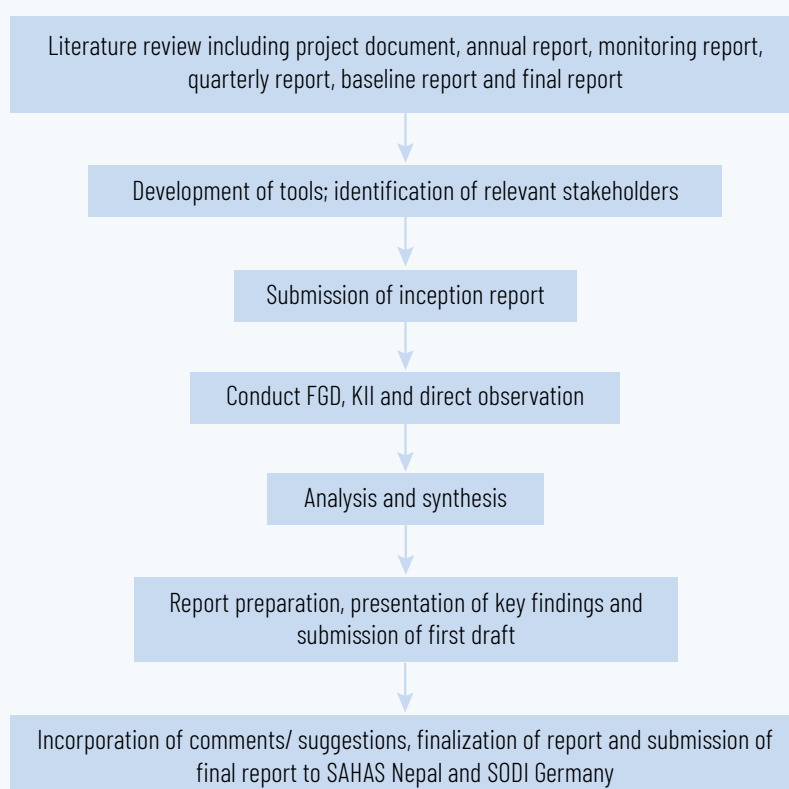 Literature review including project document, annual report, monitoring report,
quarterly report, baseline report and final report
Development of tools; identification of relevant stakeholders
Submission of inception report
Conduct FGD, KII and direct observation
Analysis and synthesis
Report preparation, presentation of key findings and
submission of first draft
Incorporation of comments/ suggestions, finalization of report and submission of
final report to SAHAS Nepal and SODI Germany